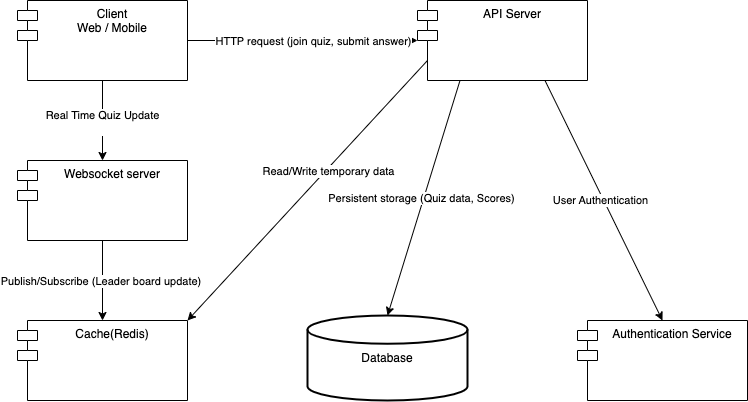 Client
Web / Mobile
API Server
HTTP request (join quiz, submit answer)
Real Time Quiz Update
Websocket server
Read/Write temporary data
Persistent storage (Quiz data, Scores)
User Authentication
Publish/Subscribe (Leader board update)
Cache(Redis)
Database
Authentication Service